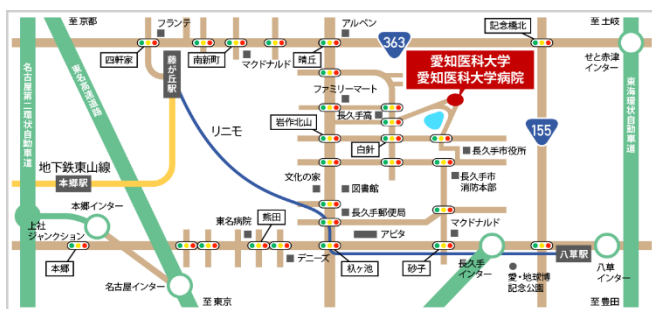 至 京都
フランテ
アルペン
363
記念橋北
至 土岐
四軒家
南新町
マクドナルド
晴丘
愛知医科大学
愛知医科大学病院
せと赤津
インター
藤が丘駅
名古屋第二環状自動車道
東名高速道路
ファミリーマート
長久手高
東海環状自動車道
リニモ
岩作北山
白針
155
長久手市役所
地下鉄東山線
本郷駅
文化の家
図書館
長久手市
消防本部
本郷インター
上社
ジャンクション
東名病院
熊田
長久手郵便局
アピタ
マクドナルド
本郷
デニーズ
杁ヶ池
砂子
長久手
インター
八草駅
八草
インター
名古屋インター
愛・地球博
記念公園
至 東京
至 豊田